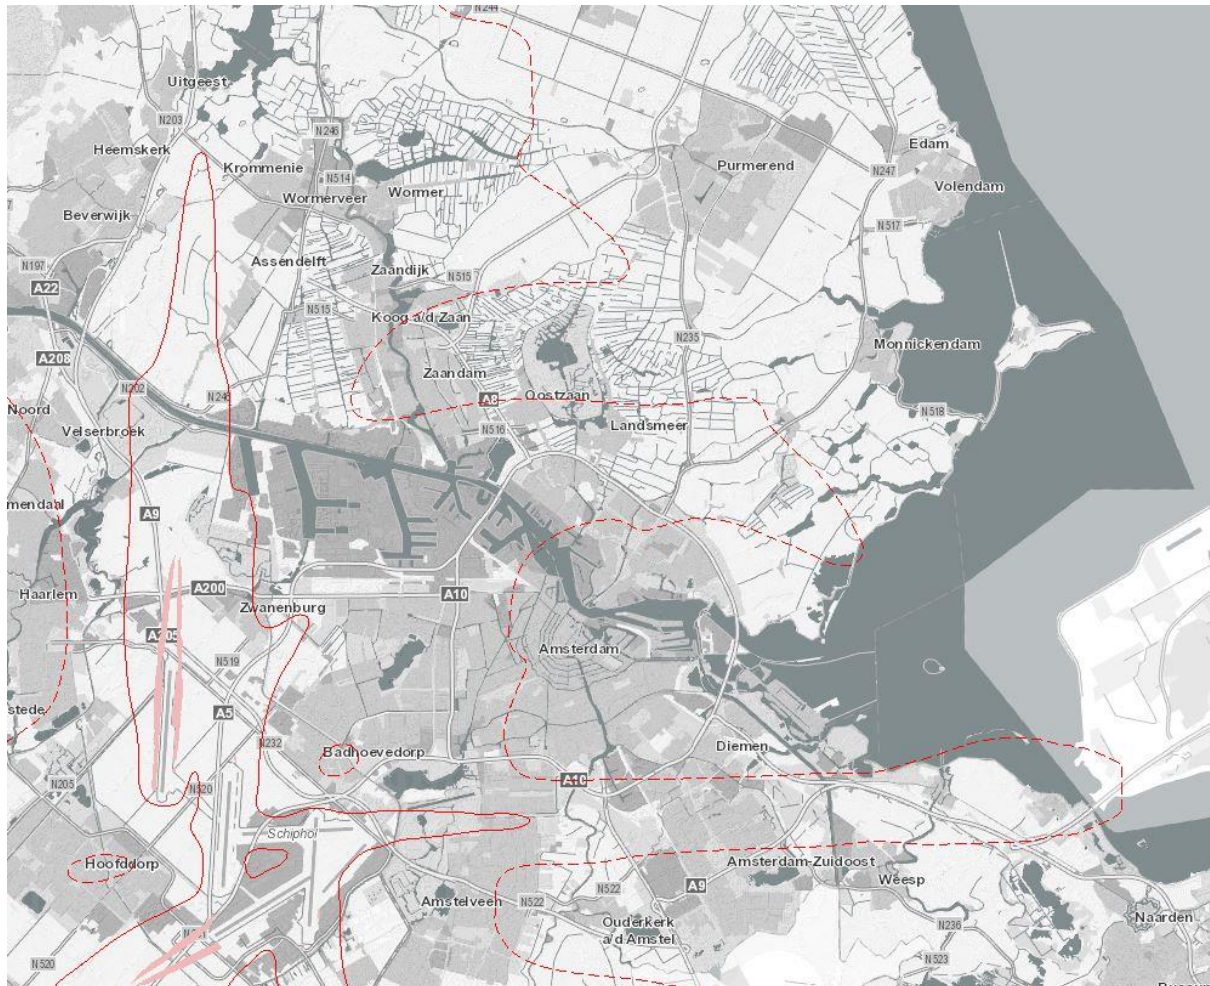 N244
Uitgeest
N203
N246
Heemskerk
Krommenie
N514
Purmerend
Edam
N247
Volendam
Wormerveer
Wormer
Beverwijk
N517
Assendelft
Zaandijk
N197
N515
A22
N515
Koog a/d Zaan
N235
Monnickendam
A208
Zaandam
N202
N246
A8
Oostzaan
Noord
N518
Velserbroek
N516
Landsmeer
mendaal
A9
A200
A10
Haarlem
Zwanenburg
A205
Amsterdam
N519
stede
A5
N232
Badhoevedorp
Diemen
A10
N205
N520
Schiphol
Hoofddorp
Amsterdam-Zuidoost
A9
Weesp
Amstelveen
N522
N522
Ouderkerk
a/d Amstel
N236
Naarden
N520
N523